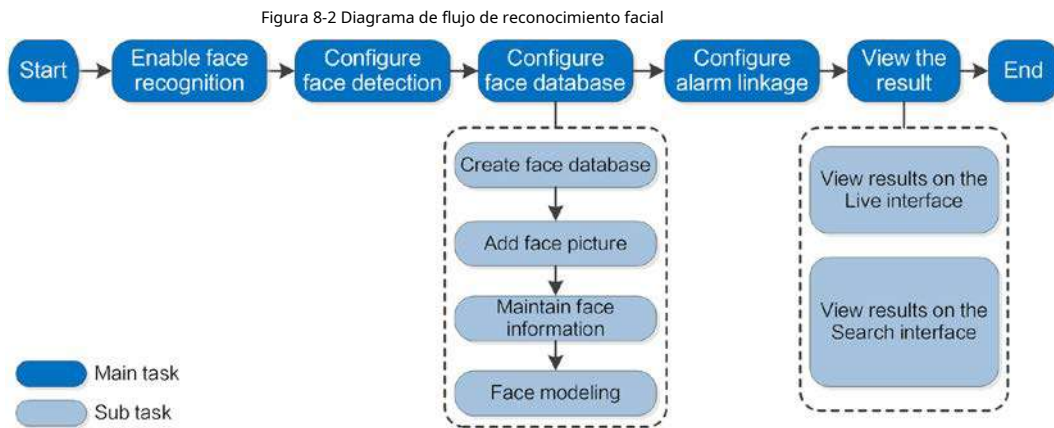 Figura 8-2 Diagrama de flujo de reconocimiento facial
Start
Enable face
recognition
Configure
face detection
Configure
face database
Configure
alarm linkage
View the
result
End
Create face database
Add face picture
Maintain face
information
Face modeling
View results on the
Live interface
View results on the
Search interface
Main task
Sub task